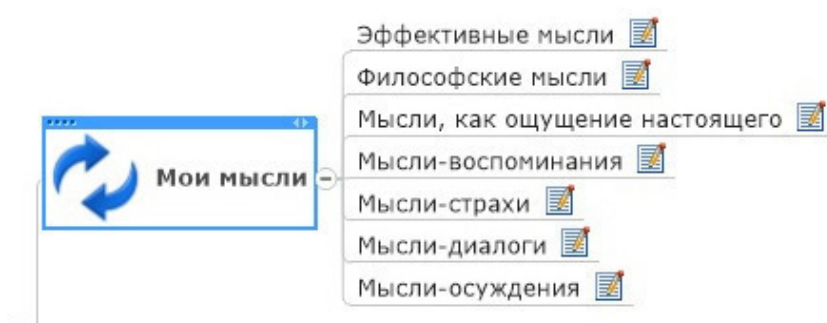 Эффективные мысли
Философские мысли
Мысли, как ощущение настоящего
Мои мысли
Мысли-воспоминания
Мысли-страхи
Мысли-диалоги
Мысли-осуждения